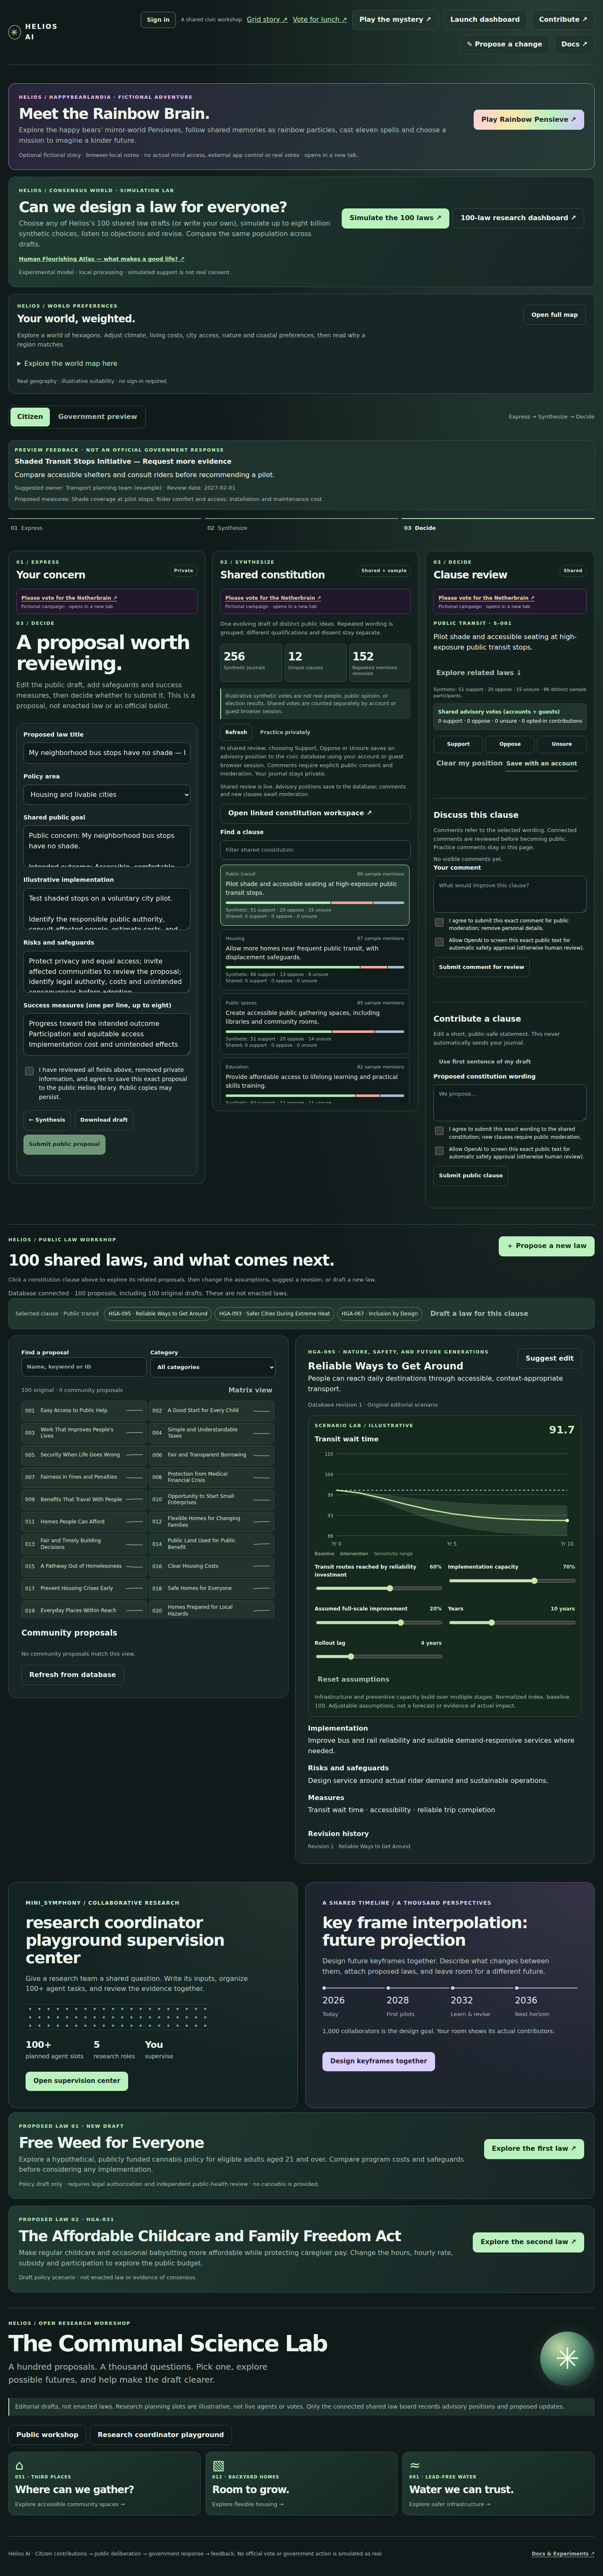 HELIOS
AI
Sign in
A shared civic workshop
Grid story ↗
Vote for lunch ↗
Play the mystery ↗
Launch dashboard
Contribute ↗
✎ Propose a change
Docs ↗
HELIOS / HAPPYBEARLANDIA · FICTIONAL ADVENTURE
Meet the Rainbow Brain.
Explore the happy bears' mirror-world Pensieves, follow shared memories as rainbow particles, cast eleven spells and choose a
mission to imagine a kinder future.
Optional fictional story · browser-local notes · no actual mind access, external app control or real votes · opens in a new tab.
Play Rainbow Pensieve ↗
HELIOS / CONSENSUS WORLD · SIMULATION LAB
Can we design a law for everyone?
Choose any of Helios's 100 shared law drafts (or write your own), simulate up to eight billion
synthetic choices, listen to objections and revise. Compare the same population across
drafts.
Human Flourishing Atlas — what makes a good life? ↗
Experimental model · local processing · simulated support is not real consent.
Simulate the 100 laws ↗
100-law research dashboard ↗
HELIOS / WORLD PREFERENCES
Your world, weighted.
Explore a world of hexagons. Adjust climate, living costs, city access, nature and coastal preferences, then read why a
region matches.
▶ Explore the world map here
Real geography · illustrative suitability · no sign-in required.
Open full map
Citizen
Government preview
Express → Synthesize → Decide
PREVIEW FEEDBACK · NOT AN OFFICIAL GOVERNMENT RESPONSE
Shaded Transit Stops Initiative — Request more evidence
Compare accessible shelters and consult riders before recommending a pilot.
Suggested owner: Transport planning team (example) · Review date: 2027-02-01
Proposed measures: Shade coverage at pilot stops; Rider comfort and access; Installation and maintenance cost
01 Express
02 Synthesize
03 Decide
01 / EXPRESS
Your concern
Private
Please vote for the Netherbrain ↗
Fictional campaign · opens in a new tab
03 / DECIDE
A proposal worth
reviewing.
Edit the public draft, add safeguards and success
measures, then decide whether to submit it. This is a
proposal, not enacted law or an official ballot.
Proposed law title
My neighborhood bus stops have no shade — I
Policy area
Housing and livable cities
Shared public goal
Public concern: My neighborhood bus stops
have no shade.
Illustrative implementation
Test shaded stops on a voluntary city pilot.
Identify the responsible public authority,
Risks and safeguards
Protect privacy and equal access; invite
affected communities to review the proposal;
identify legal authority, costs and unintended
Success measures (one per line, up to eight)
Progress toward the intended outcome
Participation and equitable access
Implementation cost and unintended effects
I have reviewed all fields above, removed private
information, and agree to save this exact proposal
to the public Helios library. Public copies may
persist.
← Synthesis
Download draft
Submit public proposal
02 / SYNTHESIZE
Shared constitution
Shared + sample
Please vote for the Netherbrain ↗
Fictional campaign · opens in a new tab
One evolving draft of distinct public ideas. Repeated wording is
grouped; different qualifications and dissent stay separate.
256
Synthetic journals
12
Unique clauses
152
Repeated mentions
removed
Illustrative synthetic votes are not real people, public opinion, or
election results. Shared votes are counted separately by account or
guest browser session.
Refresh
Practice privately
In shared review, choosing Support, Oppose or Unsure saves an
advisory position to the civic database using your account or guest
browser session. Comments require explicit public consent and
moderation. Your journal stays private.
Shared review is live. Advisory positions save to the database; comments
and new clauses await moderation.
Open linked constitution workspace ↗
Find a clause
Filter shared constitution
Public transit
86 sample mentions
Pilot shade and accessible seating at high-exposure public
transit stops.
Synthetic: 51 support · 20 oppose · 15 unsure
Shared: 0 support · 0 oppose · 0 unsure
Housing
87 sample mentions
Allow more homes near frequent public transit, with
displacement safeguards.
Synthetic: 66 support · 13 oppose · 8 unsure
Shared: 0 support · 0 oppose · 0 unsure
Public spaces
85 sample mentions
Create accessible public gathering spaces, including
libraries and community rooms.
Synthetic: 51 support · 20 oppose · 14 unsure
Shared: 0 support · 0 oppose · 0 unsure
Education
82 sample mentions
Provide affordable access to lifelong learning and practical
skills training.
03 / DECIDE
Clause review
Shared
Please vote for the Netherbrain ↗
Fictional campaign · opens in a new tab
PUBLIC TRANSIT · S-001
Pilot shade and accessible seating at high-
exposure public transit stops.
Explore related laws ↓
Synthetic: 51 support · 20 oppose · 15 unsure · 86 distinct sample
participants.
Shared advisory votes (accounts + guests)
0 support · 0 oppose · 0 unsure · 0 opted-in contributions
Support
Oppose
Unsure
Clear my position
Save with an account
Discuss this clause
Comments refer to the selected wording. Connected
comments are reviewed before becoming public.
Practice comments stay in this page.
No visible comments yet.
Your comment
What would improve this clause?
I agree to submit this exact comment for public
moderation; remove personal details.
Allow OpenAI to screen this exact public text for
automatic safety approval (otherwise human review).
Submit comment for review
Contribute a clause
Edit a short, public-safe statement. This never
automatically sends your journal.
Use first sentence of my draft
Proposed constitution wording
We propose...
I agree to submit this exact wording to the shared
constitution; new clauses require public moderation.
Allow OpenAI to screen this exact public text for
automatic safety approval (otherwise human review).
Submit public clause
HELIOS / PUBLIC LAW WORKSHOP
100 shared laws, and what comes next.
Click a constitution clause above to explore its related proposals, then change the assumptions, suggest a revision, or draft a new law.
Database connected · 100 proposals, including 100 original drafts. These are not enacted laws.
＋ Propose a new law
Selected clause · Public transit
HGA-095 · Reliable Ways to Get Around
HGA-093 · Safer Cities During Extreme Heat
HGA-067 · Inclusion by Design
Draft a law for this clause
Find a proposal
Name, keyword or ID
Category
All categories
100 original · 0 community proposals
Matrix view
001 Easy Access to Public Help
002 A Good Start for Every Child
003 Work That Improves People's
Lives
004 Simple and Understandable
Taxes
005 Security When Life Goes Wrong
006 Fair and Transparent Borrowing
007 Fairness in Fines and Penalties
008 Protection from Medical
Financial Crisis
009 Benefits That Travel With People
010 Opportunity to Start Small
Enterprises
011 Homes People Can Afford
012 Flexible Homes for Changing
Families
013 Fair and Timely Building
Decisions
014 Public Land Used for Public
Benefit
015 A Pathway Out of Homelessness
016 Clear Housing Costs
017 Prevent Housing Crises Early
018 Safe Homes for Everyone
019 Everyday Places Within Reach
020 Homes Prepared for Local
Hazards
Community proposals
No community proposals match this view.
Refresh from database
HGA-095 · NATURE, SAFETY, AND FUTURE GENERATIONS
Reliable Ways to Get Around
People can reach daily destinations through accessible, context-appropriate
transport.
Suggest edit
Database revision 1 · Original editorial scenario
SCENARIO LAB / ILLUSTRATIVE
91.7
Transit wait time
110
104
99
93
88
Yr 0
Yr 5
Yr 10
Baseline
Intervention
Sensitivity range
Transit routes reached by reliability
investment
60%
Implementation capacity
70%
Assumed full-scale improvement
20%
Years
10 years
Rollout lag
4 years
Reset assumptions
Infrastructure and preventive capacity build over multiple stages. Normalized index, baseline
100. Adjustable assumptions, not a forecast or evidence of actual impact.
Implementation
Improve bus and rail reliability and suitable demand-responsive services where
needed.
Risks and safeguards
Design service around actual rider demand and sustainable operations.
Measures
Transit wait time · accessibility · reliable trip completion
Revision history
Revision 1 · Reliable Ways to Get Around
MINI_SYMPHONY / COLLABORATIVE RESEARCH
research coordinator
playground supervision
center
Give a research team a shared question. Write its inputs, organize
100+ agent tasks, and review the evidence together.
100+
planned agent slots
5
research roles
You
supervise
Open supervision center
A SHARED TIMELINE / A THOUSAND PERSPECTIVES
key frame interpolation:
future projection
Design future keyframes together. Describe what changes between
them, attach proposed laws, and leave room for a different future.
2026
Today
2028
First pilots
2032
Learn & revise
2036
Next horizon
1,000 collaborators is the design goal. Your room shows its actual contributors.
Design keyframes together
PROPOSED LAW 01 · NEW DRAFT
Free Weed for Everyone
Explore a hypothetical, publicly funded cannabis policy for eligible adults aged 21 and over. Compare program costs and safeguards
before considering any implementation.
Policy draft only · requires legal authorization and independent public-health review · no cannabis is provided.
Explore the first law ↗
PROPOSED LAW 02 · HGA-031
The Affordable Childcare and Family Freedom Act
Make regular childcare and occasional babysitting more affordable while protecting caregiver pay. Change the hours, hourly rate,
subsidy and participation to explore the public budget.
Draft policy scenario · not enacted law or evidence of consensus.
Explore the second law ↗
HELIOS / OPEN RESEARCH WORKSHOP
The Communal Science Lab
A hundred proposals. A thousand questions. Pick one, explore
possible futures, and help make the draft clearer.
Editorial drafts, not enacted laws. Research planning slots are illustrative, not live agents or votes. Only the connected shared law board records advisory positions and proposed updates.
Public workshop
Research coordinator playground
051 · THIRD PLACES
Where can we gather?
Explore accessible community spaces →
012 · BACKYARD HOMES
Room to grow.
Explore flexible housing →
091 · LEAD-FREE WATER
Water we can trust.
Explore safer infrastructure →
Helios AI · Citizen contributions → public deliberation → government response → feedback. No official vote or government action is simulated as real.
Docs & Experiments ↗